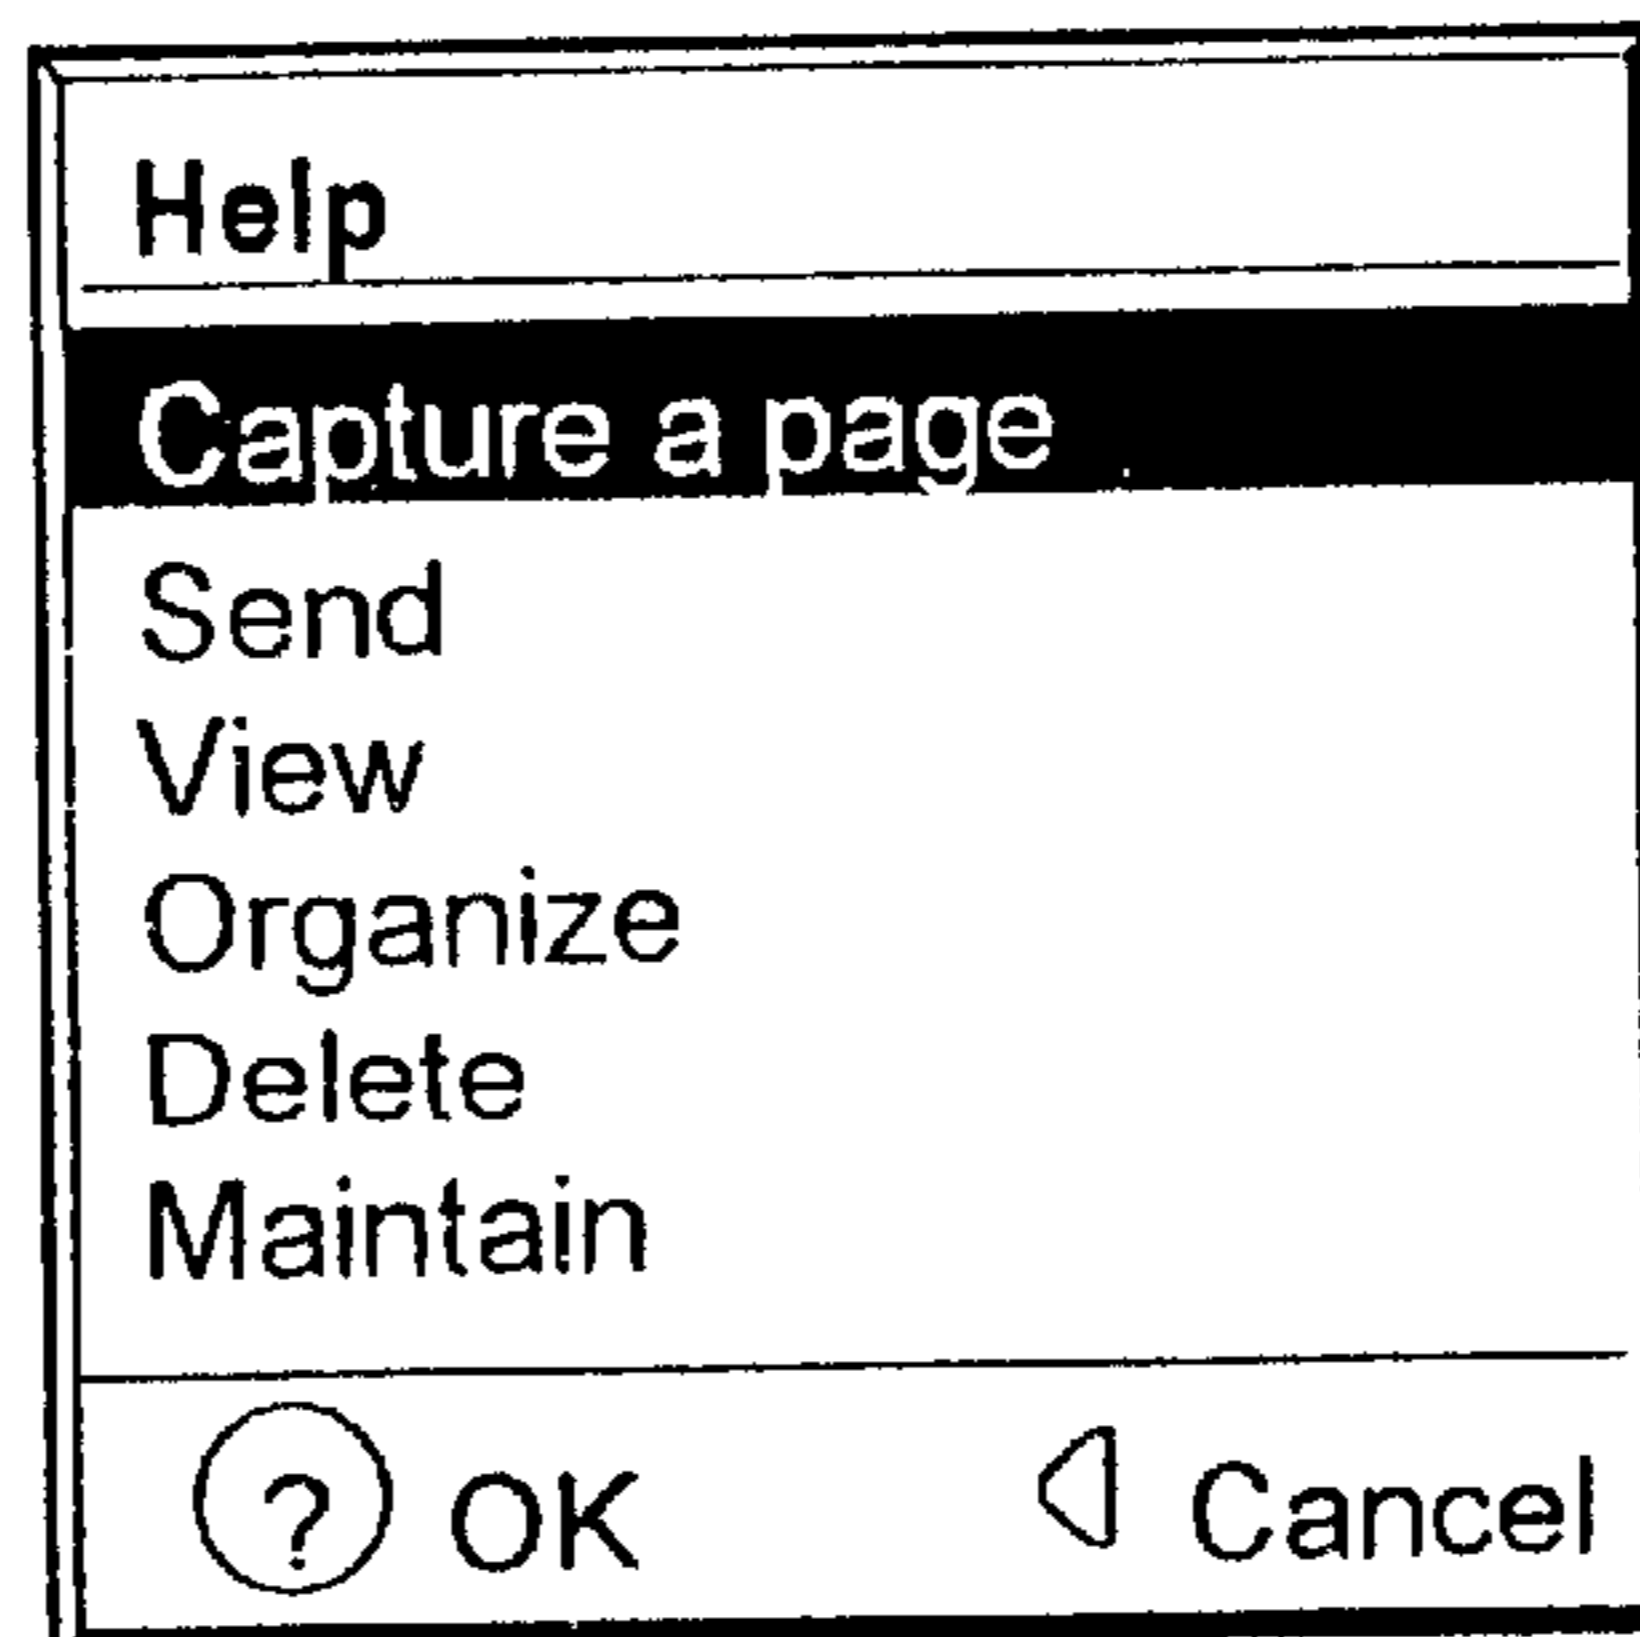 Help
Capture a page
Send
View
Organize
Delete
Maintain
? OK Cancel